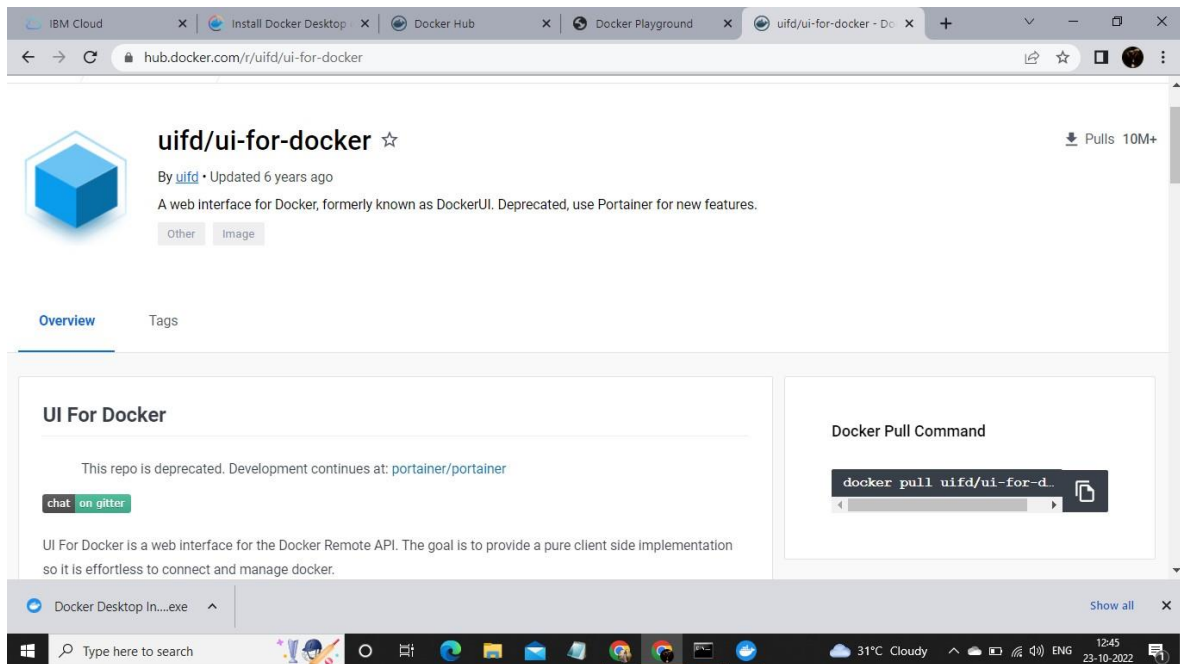 IBM Cloud
Install Docker Desktop
Docker Hub
Docker Playground
uifd/ui-for-docker - Do
hub.docker.com/r/uifd/ui-for-docker
uifd/ui-for-docker
Pulls 10M+
By uifd • Updated 6 years ago
A web interface for Docker, formerly known as DockerUI. Deprecated, use Portainer for new features.
Other Image
Overview Tags
UI For Docker
This repo is deprecated. Development continues at: portainer/portainer
chat on gitter
UI For Docker is a web interface for the Docker Remote API. The goal is to provide a pure client side implementation
so it is effortless to connect and manage docker.
Docker Pull Command
docker pull uifd/ui-for-d…
Docker Desktop In....exe
Show all
Type here to search
31°C Cloudy
ENG
12:45
23-10-2022